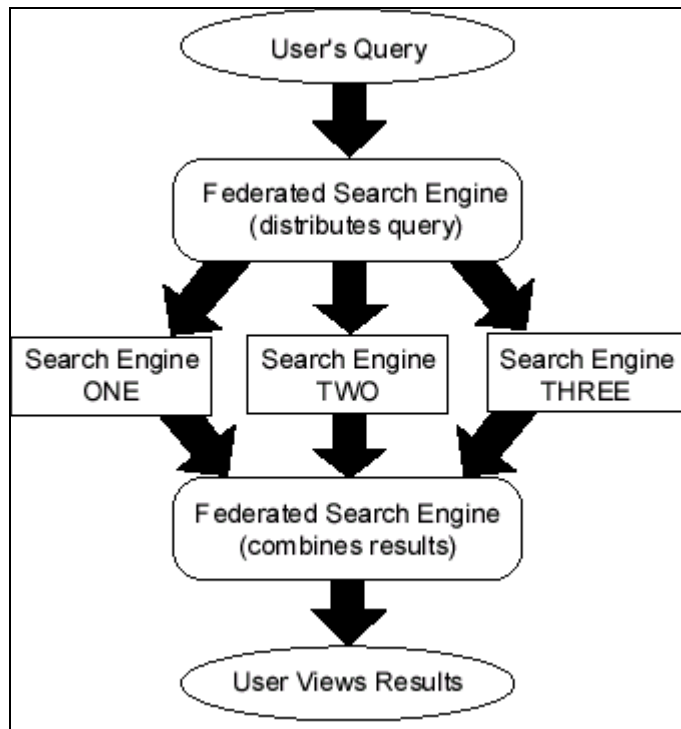 User's Query
Federated Search Engine
(distributes query)
Search Engine
ONE
Search Engine
TWO
Search Engine
THREE
Federated Search Engine
(combines results)
User Views Results